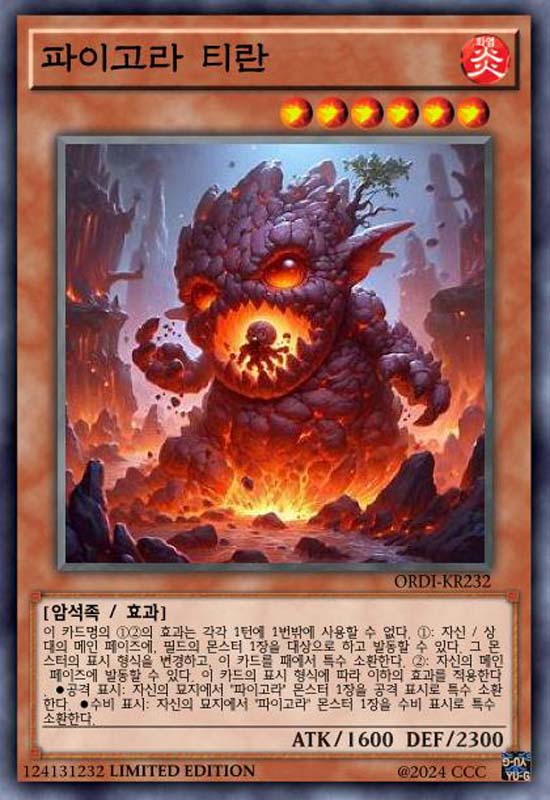 파이고라 티란
화염
炎
ORDI-KR232
[암석족 / 효과]
이 카드명의 ①②의 효과는 각각 1턴에 1번밖에 사용할 수 없다. ①: 자신 / 상
대의 메인 페이즈에, 필드의 몬스터 1장을 대상으로 하고 발동할 수 있다. 그 몬
스터의 표시 형식을 변경하고, 이 카드를 패에서 특수 소환한다. ②: 자신의 메인
페이즈에 발동할 수 있다. 이 카드의 표시 형식에 따라 이하의 효과를 적용한다
. ●공격 표시: 자신의 묘지에서 "파이고라" 몬스터 1장을 공격 표시로 특수 소환
한다. ●수비 표시: 자신의 묘지에서 "파이고라" 몬스터 1장을 수비 표시로 특수
소환한다.
ATK/1600 DEF/2300
124131232 LIMITED EDITION
@2024 CCC
YU-G